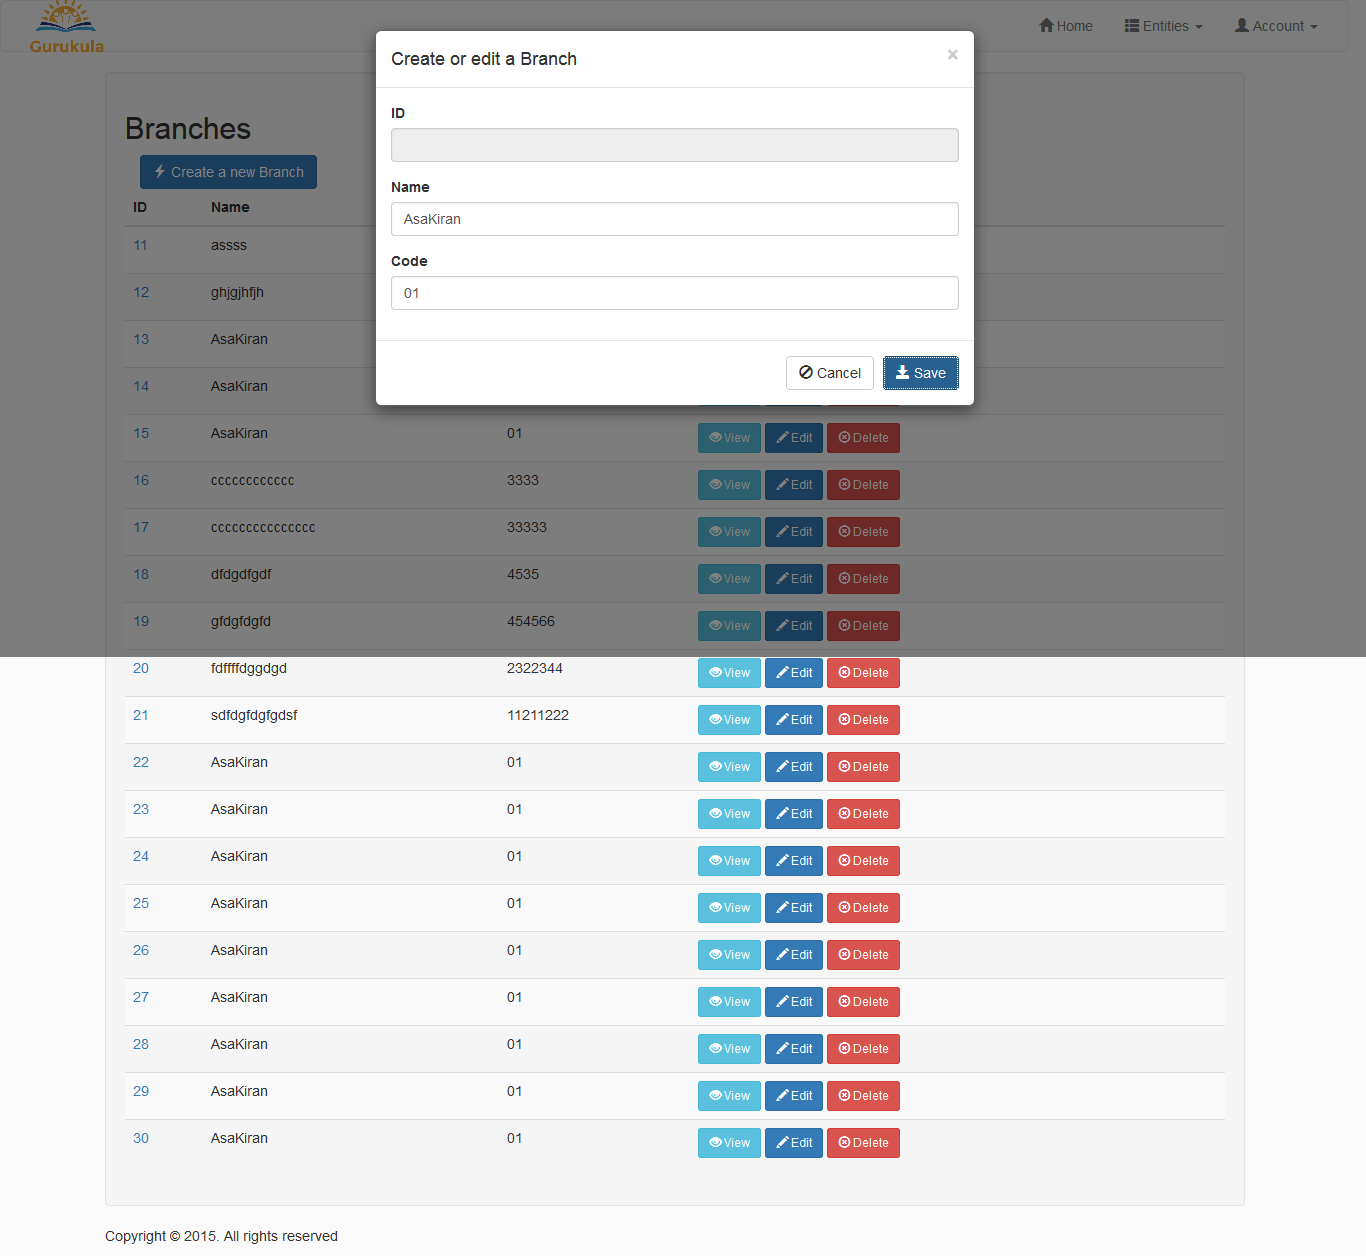 Gurukula
Home Entities Account
Create or edit a Branch ×
ID
Name
AsaKiran
Code
01
Cancel Save
Branches
Create a new Branch
ID Name
11 assss
12 ghjgjhfjh
13 AsaKiran
14 AsaKiran
15 AsaKiran 01 View Edit Delete
16 cccccccccccc 3333 View Edit Delete
17 ccccccccccccccc 33333 View Edit Delete
18 dfdgdfgdf 4535 View Edit Delete
19 gfdgfdgfd 454566 View Edit Delete
20 fdffffdggdgd 2322344 View Edit Delete
21 sdfdgfdgfgdsf 11211222 View Edit Delete
22 AsaKiran 01 View Edit Delete
23 AsaKiran 01 View Edit Delete
24 AsaKiran 01 View Edit Delete
25 AsaKiran 01 View Edit Delete
26 AsaKiran 01 View Edit Delete
27 AsaKiran 01 View Edit Delete
28 AsaKiran 01 View Edit Delete
29 AsaKiran 01 View Edit Delete
30 AsaKiran 01 View Edit Delete
Copyright © 2015. All rights reserved